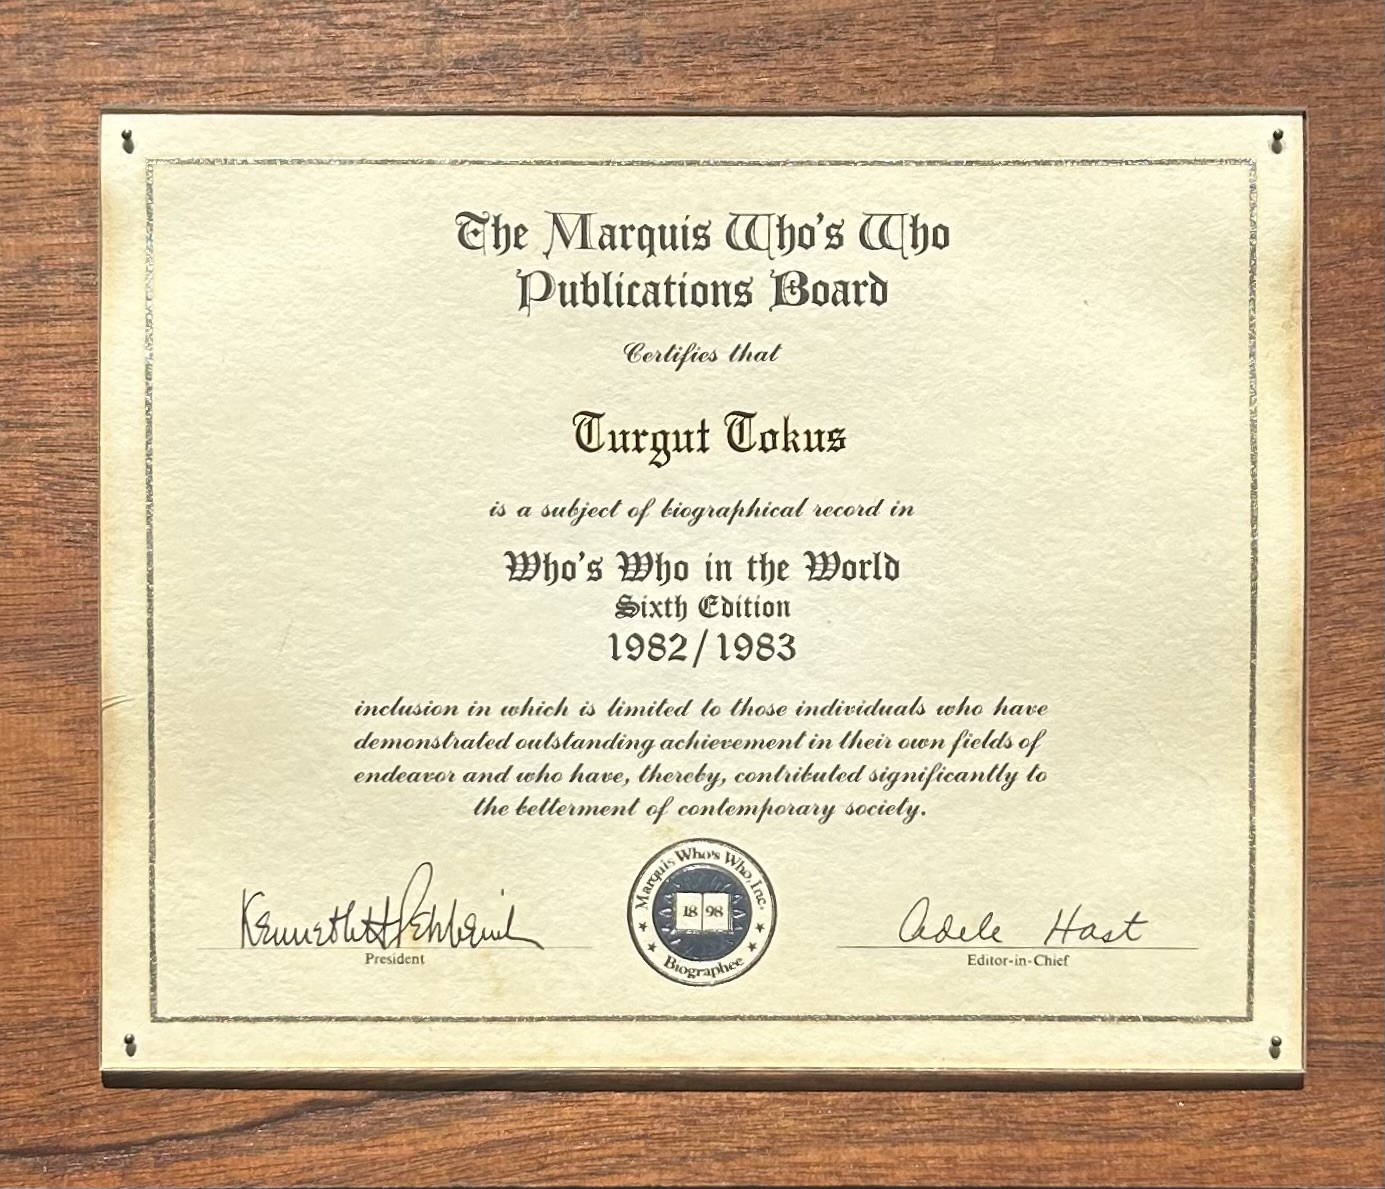 The Marquis Who's Who
Publications Board
Certifies that
Turgut Tokus
is a subject of biographical record in
Who's Who in the World
Sixth Edition
1982/1983
inclusion in which is limited to those individuals who have
demonstrated outstanding achievement in their own fields of
endeavor and who have, thereby, contributed significantly to
the betterment of contemporary society.
Marquis Who's Who, Inc.
18 98
Biographee
Kenneth H
President
Adele Hast
Editor-in-Chief